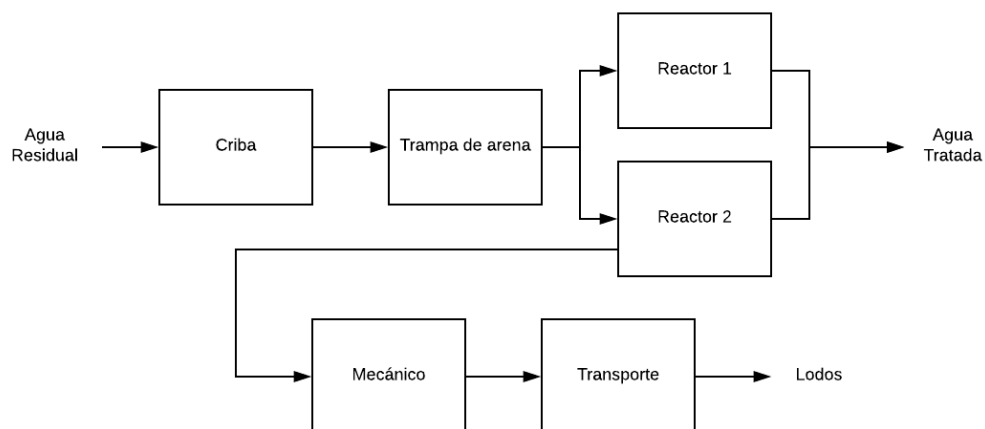 Reactor 1
Agua
Residual
Criba
Trampa de arena
Agua
Tratada
Reactor 2
Mecánico
Transporte
Lodos